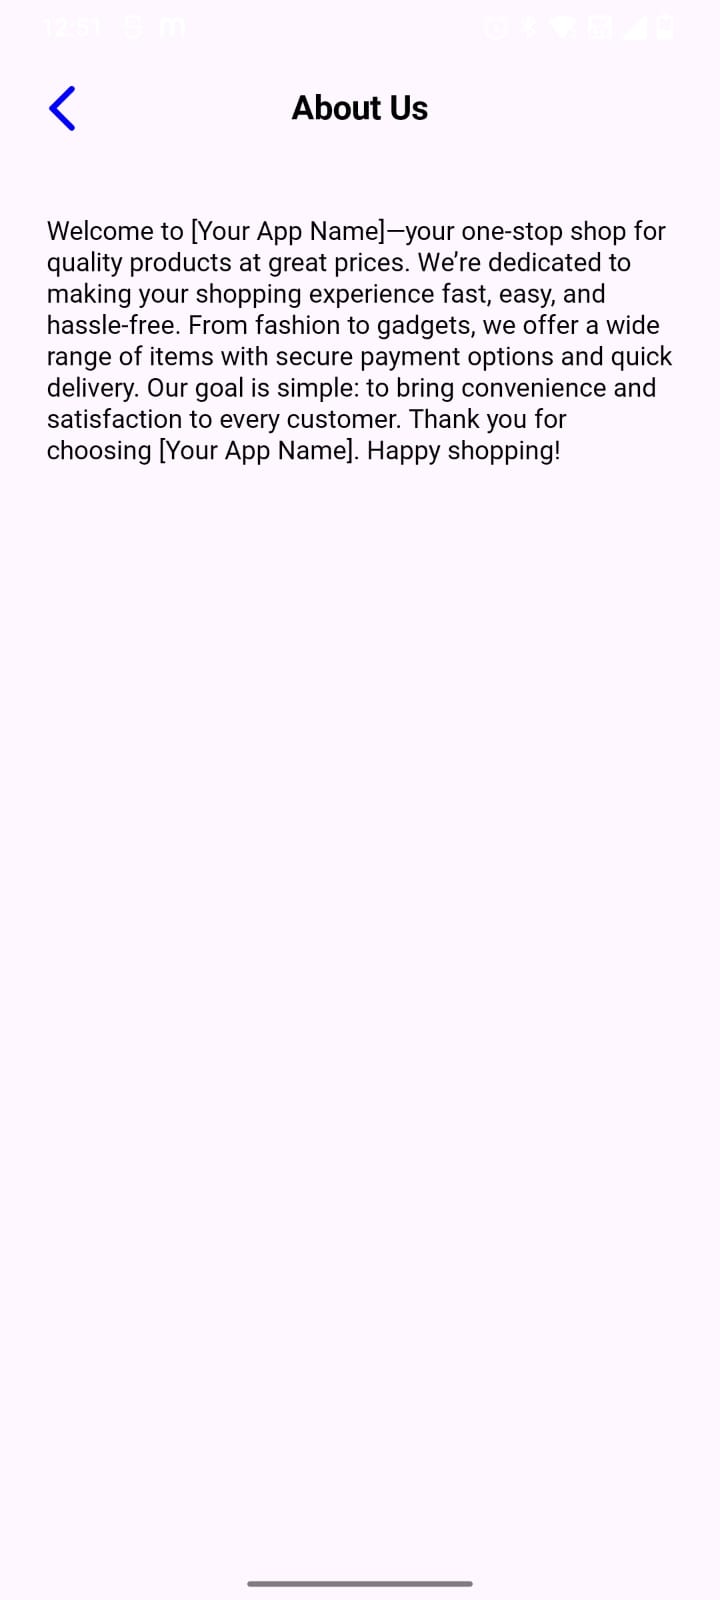 12:51
About Us
Welcome to [Your App Name]—your one-stop shop for
quality products at great prices. We're dedicated to
making your shopping experience fast, easy, and
hassle-free. From fashion to gadgets, we offer a wide
range of items with secure payment options and quick
delivery. Our goal is simple: to bring convenience and
satisfaction to every customer. Thank you for
choosing [Your App Name]. Happy shopping!